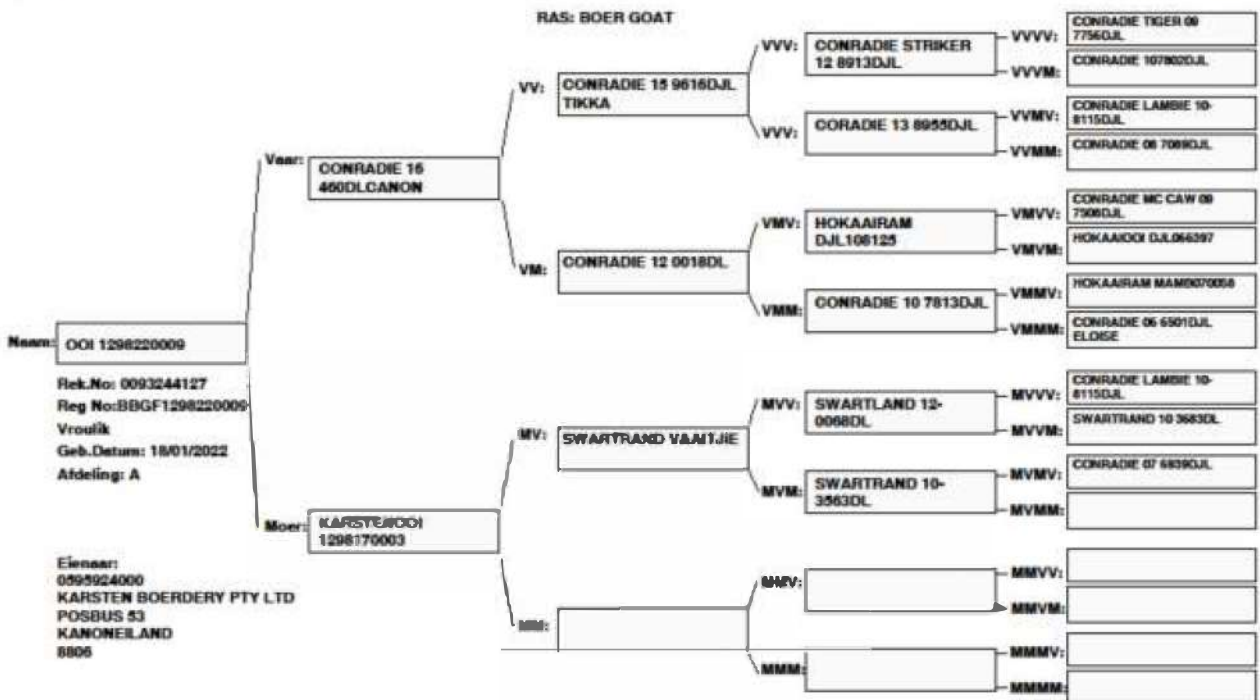 RAS: BOER GOAT
Naam: OOI 1298220009
Rek.No: 0093244127
Reg No:BBGF1298220009
Vroulik
Geb.Datum: 18/01/2022
Afdeling: A
Eienaar:
0595924000
KARSTEN BOERDERY PTY LTD
POSBUS 53
KANONEILAND
8806
Vaar: CONRADIE 16
460DLCANON
Moer: KARSTENOOI
1298170003
VV: CONRADIE 15 9616DJL
TIKKA
VM: CONRADIE 12 0018DL
MV: SWARTRAND VAAITJIE
MM:
VVV: CONRADIE STRIKER
12 8913DJL
VVV: CORADIE 13 8955DJL
VMV: HOKAAIRAM
DJL108125
VMM: CONRADIE 10 7813DJL
MVV: SWARTLAND 12-
0068DL
MVM: SWARTRAND 10-
3563DL
MMV:
MMM:
VVVV: CONRADIE TIGER 09
7756DJL
VVVM: CONRADIE 107802DJL
VVMV: CONRADIE LAMBIE 10-
8115DJL
VVMM: CONRADIE 08 7089DJL
VMVV: CONRADIE MC CAW 09
7506DJL
VMVM: HOKAAIOOI DJL066397
VMMV: HOKAAIRAM MAMBO070058
VMMM: CONRADIE 06 6501DJL
ELOISE
MVVV: CONRADIE LAMBIE 10-
8115DJL
MVVM: SWARTRAND 10 3683DL
MVMV: CONRADIE 07 6839DJL
MVMM:
MMVV:
MMVM:
MMMV:
MMMM: